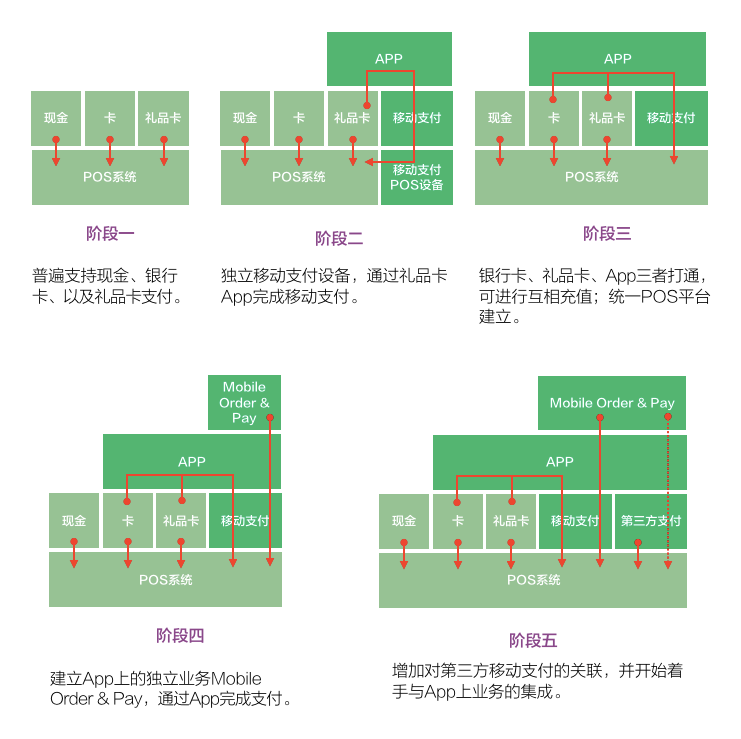 现金
卡
礼品卡
POS系统
阶段一
普遍支持现金、银行
卡、以及礼品卡支付。
APP
现金
卡
礼品卡
移动支付
POS系统
移动支付
POS设备
阶段二
独立移动支付设备，通过礼品卡
App完成移动支付。
APP
现金
卡
礼品卡
移动支付
POS系统
阶段三
银行卡、礼品卡、App三者打通，
可进行互相充值；统一POS平台
建立。
Mobile
Order &
Pay
APP
现金
卡
礼品卡
移动支付
POS系统
阶段四
建立App上的独立业务Mobile
Order & Pay，通过App完成支付。
Mobile Order & Pay
APP
现金
卡
礼品卡
移动支付
第三方支付
POS系统
阶段五
增加对第三方移动支付的关联，并开始着
手与App上业务的集成。